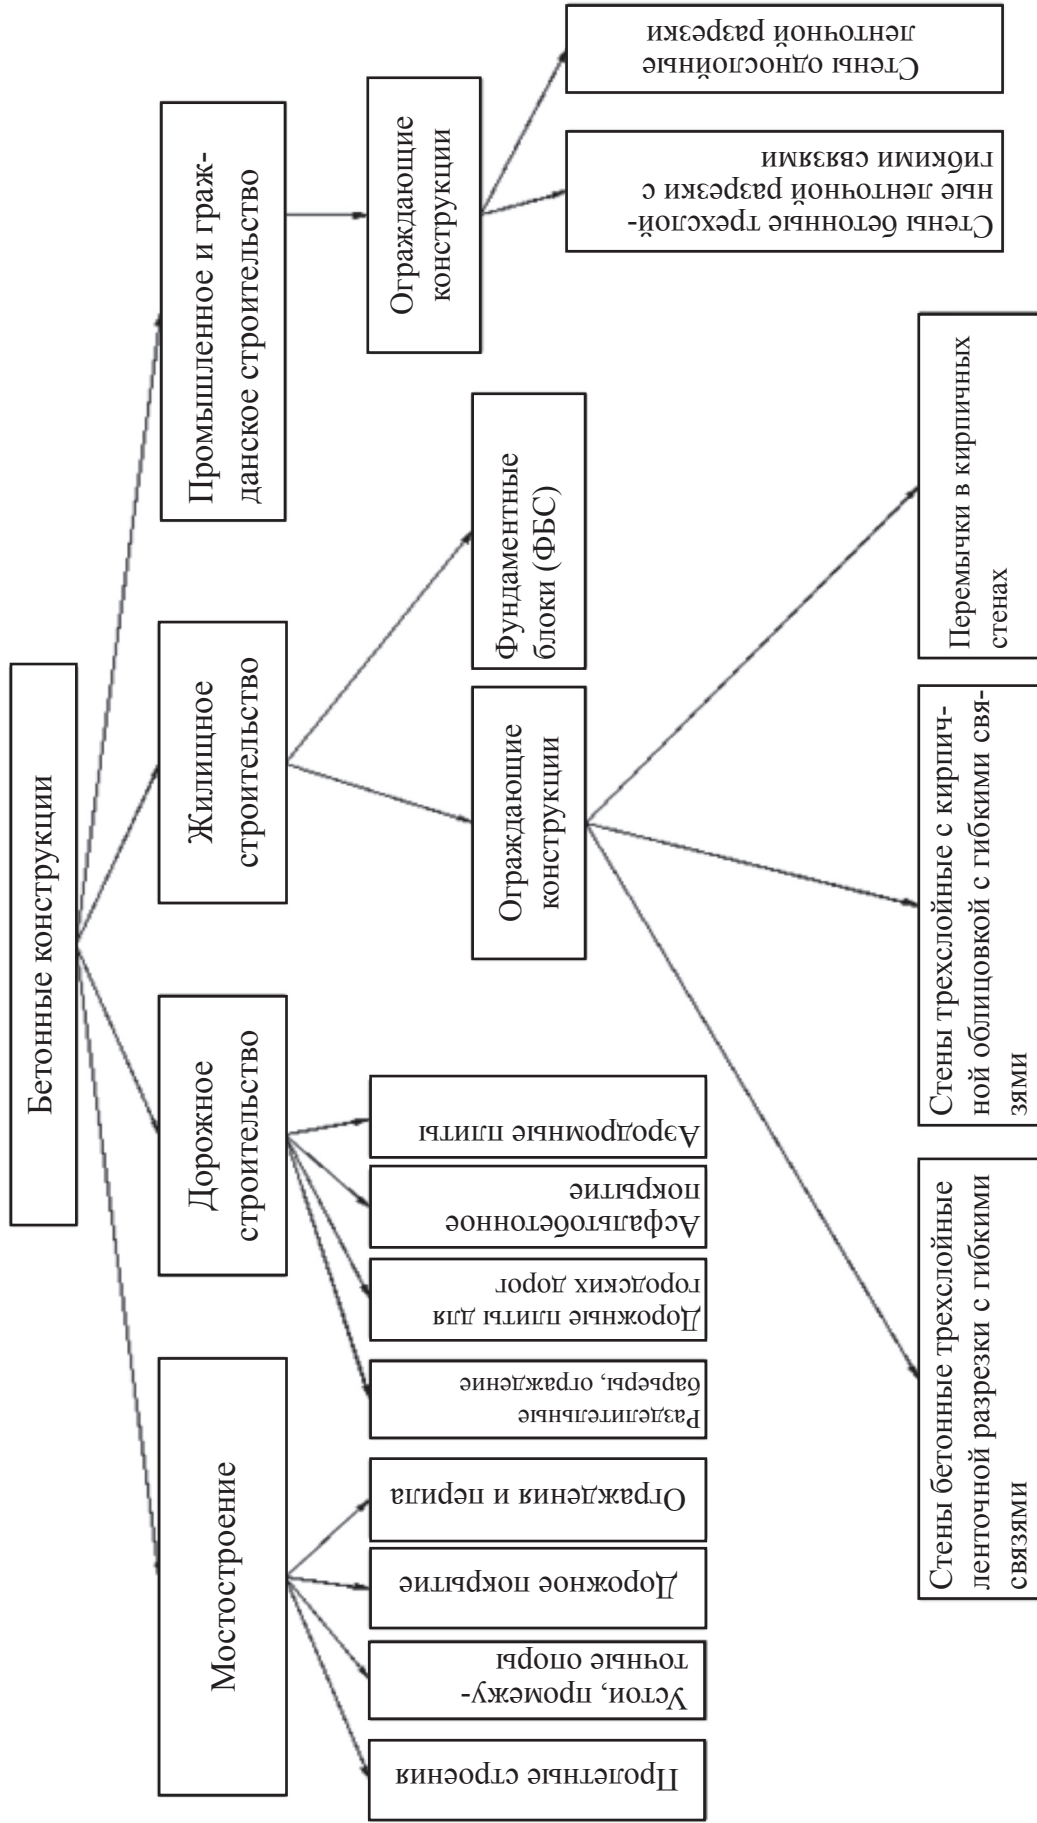 Бетонные конструкции
Мостостроение
Дорожное
строительство
Жилищное
строительство
Промышленное и граж-
данское строительство
Пролетные строения
Устои, промежу-
точные опоры
Дорожное покрытие
Ограждения и перила
Разделительные
барьеры, ограждение
Дорожные плиты для
городских дорог
Асфальтобетонное
покрытие
Аэродромные плиты
Ограждающие
конструкции
Фундаментные
блоки (ФБС)
Ограждающие
конструкции
Стены бетонные трехслой-
ные ленточной разрезки с
гибкими связями
Стены однослойные
ленточной разрезки
Стены бетонные трехслойные
ленточной разрезки с гибкими
связями
Стены трехслойные с кирпич-
ной облицовкой с гибкими свя-
зями
Перемычки в кирпичных
стенах